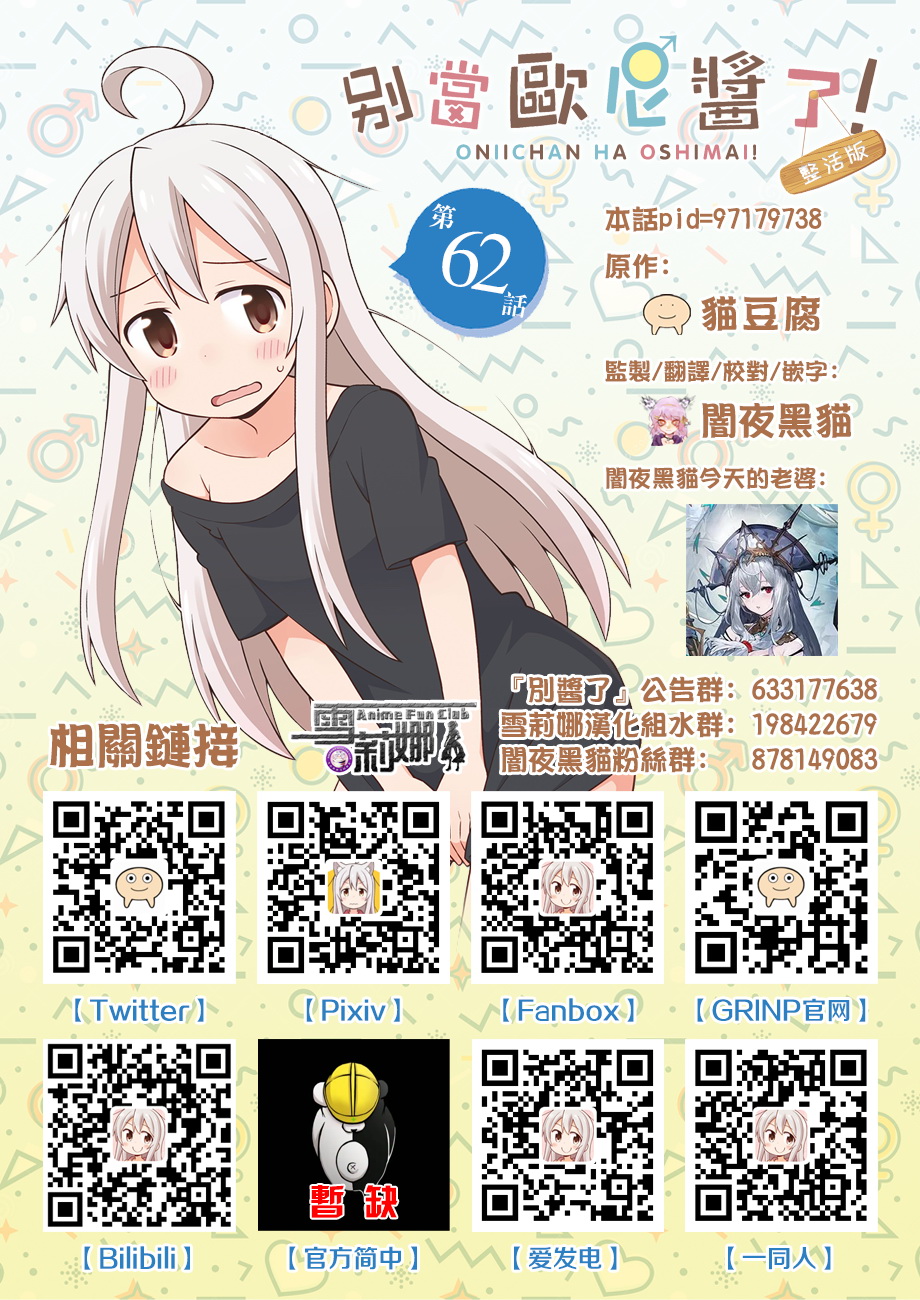 别當歐尼醬了!
ONIICHAN HA OSHIMAI!
整活版
第
62
話
本話pid=97179738
原作:
貓豆腐
監製/翻譯/校對/嵌字:
闇夜黑貓
闇夜黑貓今天的老婆:
『別醬了』公告群: 633177638
雪莉娜漢化組水群: 198422679
闇夜黑貓粉絲群: 878149083
相關鏈接
Anime Fan Club
雪莉娜
【Twitter】
【Pixiv】
【Fanbox】
【GRINP官网】
暫缺
【Bilibili】
【官方简中】
【爱发电】
【一同人】